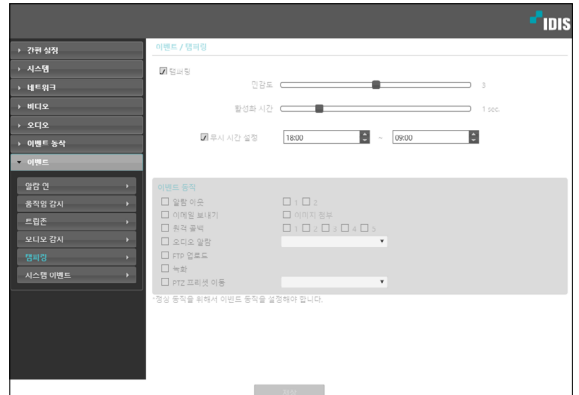 IDIS
간편 설정
시스템
네트워크
비디오
오디오
이벤트 동작
이벤트
알람 인
움직임 감시
트립존
오디오 감시
탬퍼링
시스템 이벤트
이벤트 / 탬퍼링
탬퍼링
민감도 3
활성화 시간 1 sec.
무시 시간 설정 18:00 ~ 09:00
이벤트 동작
알람 아웃 1 2
이메일 보내기 이미지 첨부
원격 콜백 1 2 3 4 5
오디오 알람
FTP 업로드
녹화
PTZ 프리셋 이동
*정상 동작을 위해서 이벤트 동작을 설정해야 합니다.